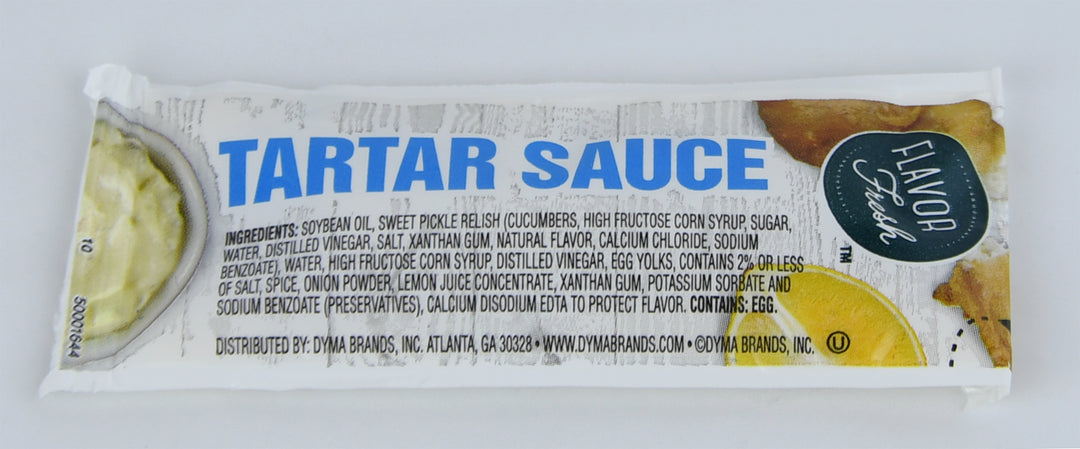 TARTAR SAUCE
FLAVOR
Fresh
TM
INGREDIENTS: SOYBEAN OIL, SWEET PICKLE RELISH (CUCUMBERS, HIGH FRUCTOSE CORN SYRUP, SUGAR,
WATER, DISTILLED VINEGAR, SALT, XANTHAN GUM, NATURAL FLAVOR, CALCIUM CHLORIDE, SODIUM
BENZOATE), WATER, HIGH FRUCTOSE CORN SYRUP, DISTILLED VINEGAR, EGG YOLKS, CONTAINS 2% OR LESS
OF SALT, SPICE, ONION POWDER, LEMON JUICE CONCENTRATE, XANTHAN GUM, POTASSIUM SORBATE AND
SODIUM BENZOATE (PRESERVATIVES), CALCIUM DISODIUM EDTA TO PROTECT FLAVOR. CONTAINS: EGG.
DISTRIBUTED BY: DYMA BRANDS, INC. ATLANTA, GA 30328 • WWW.DYMABRANDS.COM • ©DYMA BRANDS, INC. U
10
50001644